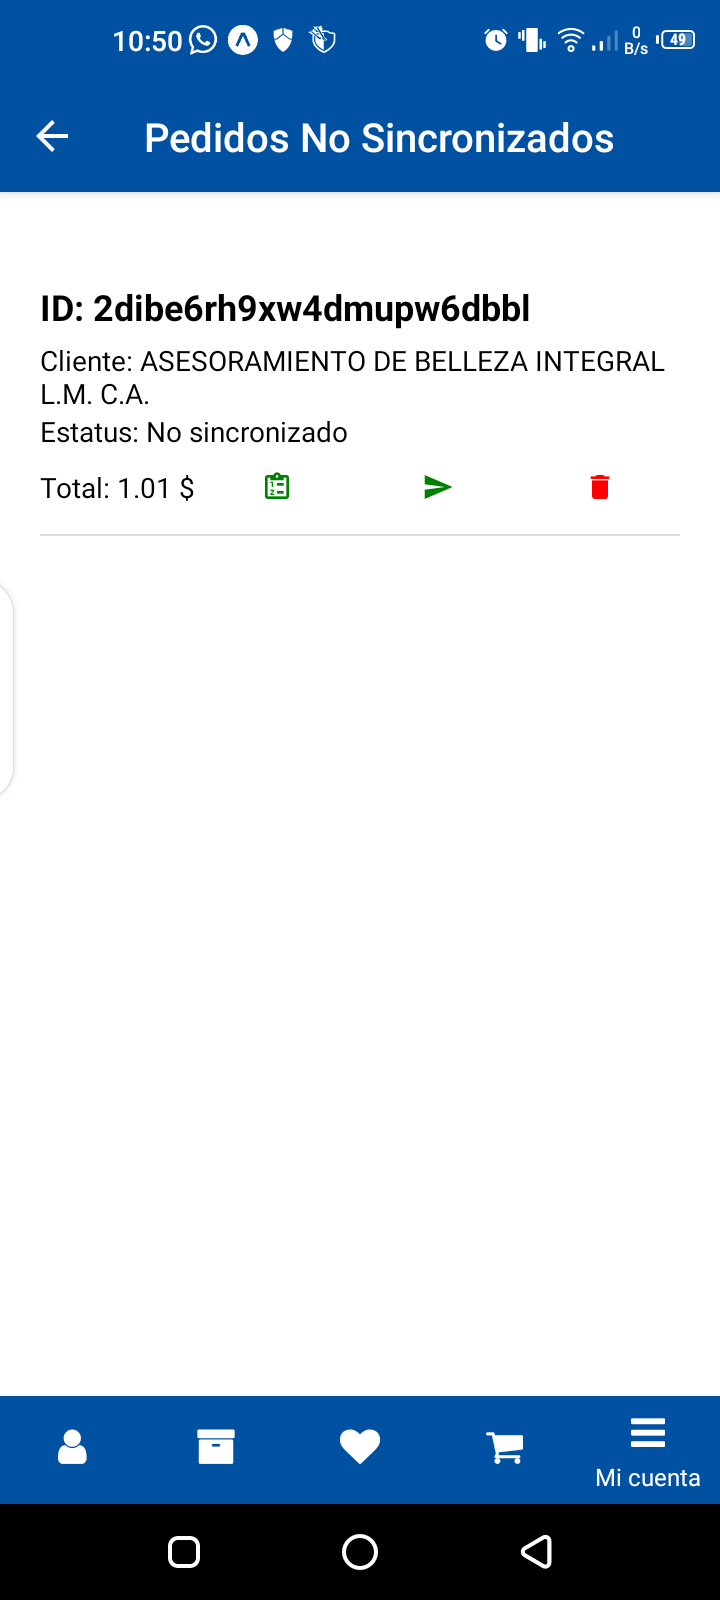 10:50
0
B/s
49
Pedidos No Sincronizados
ID: 2dibe6rh9xw4dmupw6dbbl
Cliente: ASESORAMIENTO DE BELLEZA INTEGRAL
L.M. C.A.
Estatus: No sincronizado
Total: 1.01 $
Mi cuenta